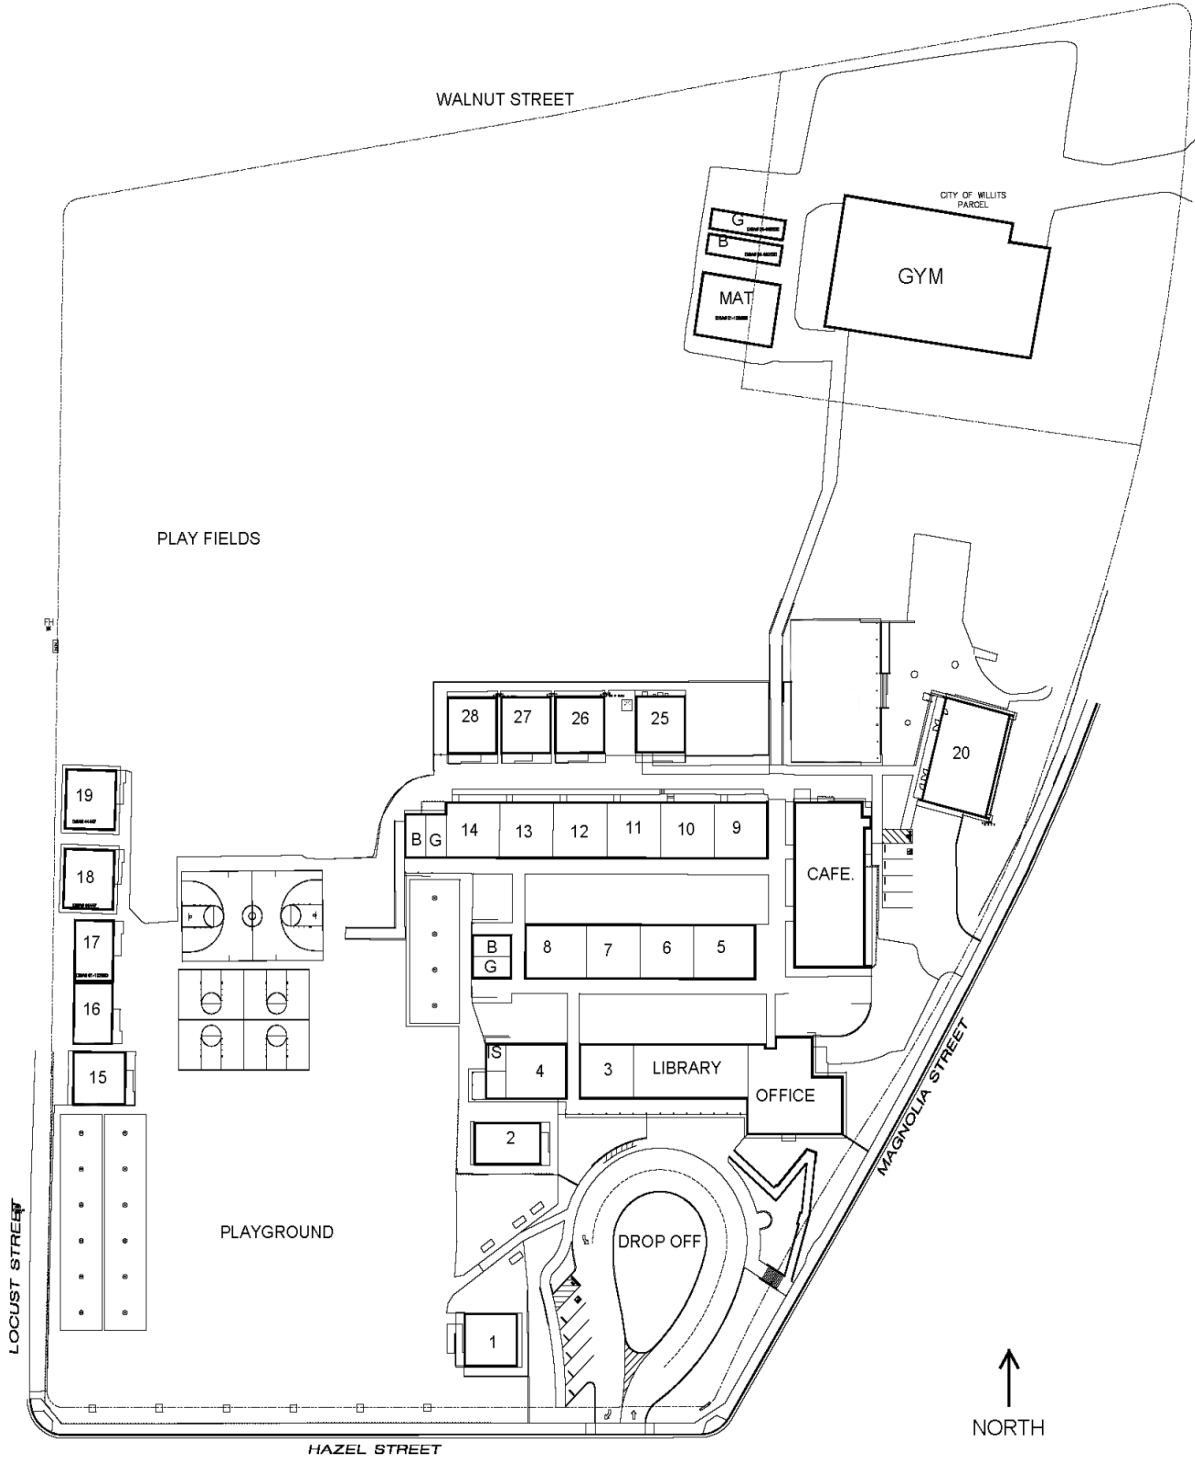 WALNUT STREET
CITY OF WILLITS
PARCEL
G
B
MAT
GYM
PLAY FIELDS
FH
28
27
26
25
20
19
18
17
16
15
B
G
14
13
12
11
10
9
CAFE.
B
G
8
7
6
5
IS
4
3
LIBRARY
OFFICE
2
MAGNOLIA STREET
PLAYGROUND
DROP OFF
LOCUST STREET
1
NORTH
HAZEL STREET